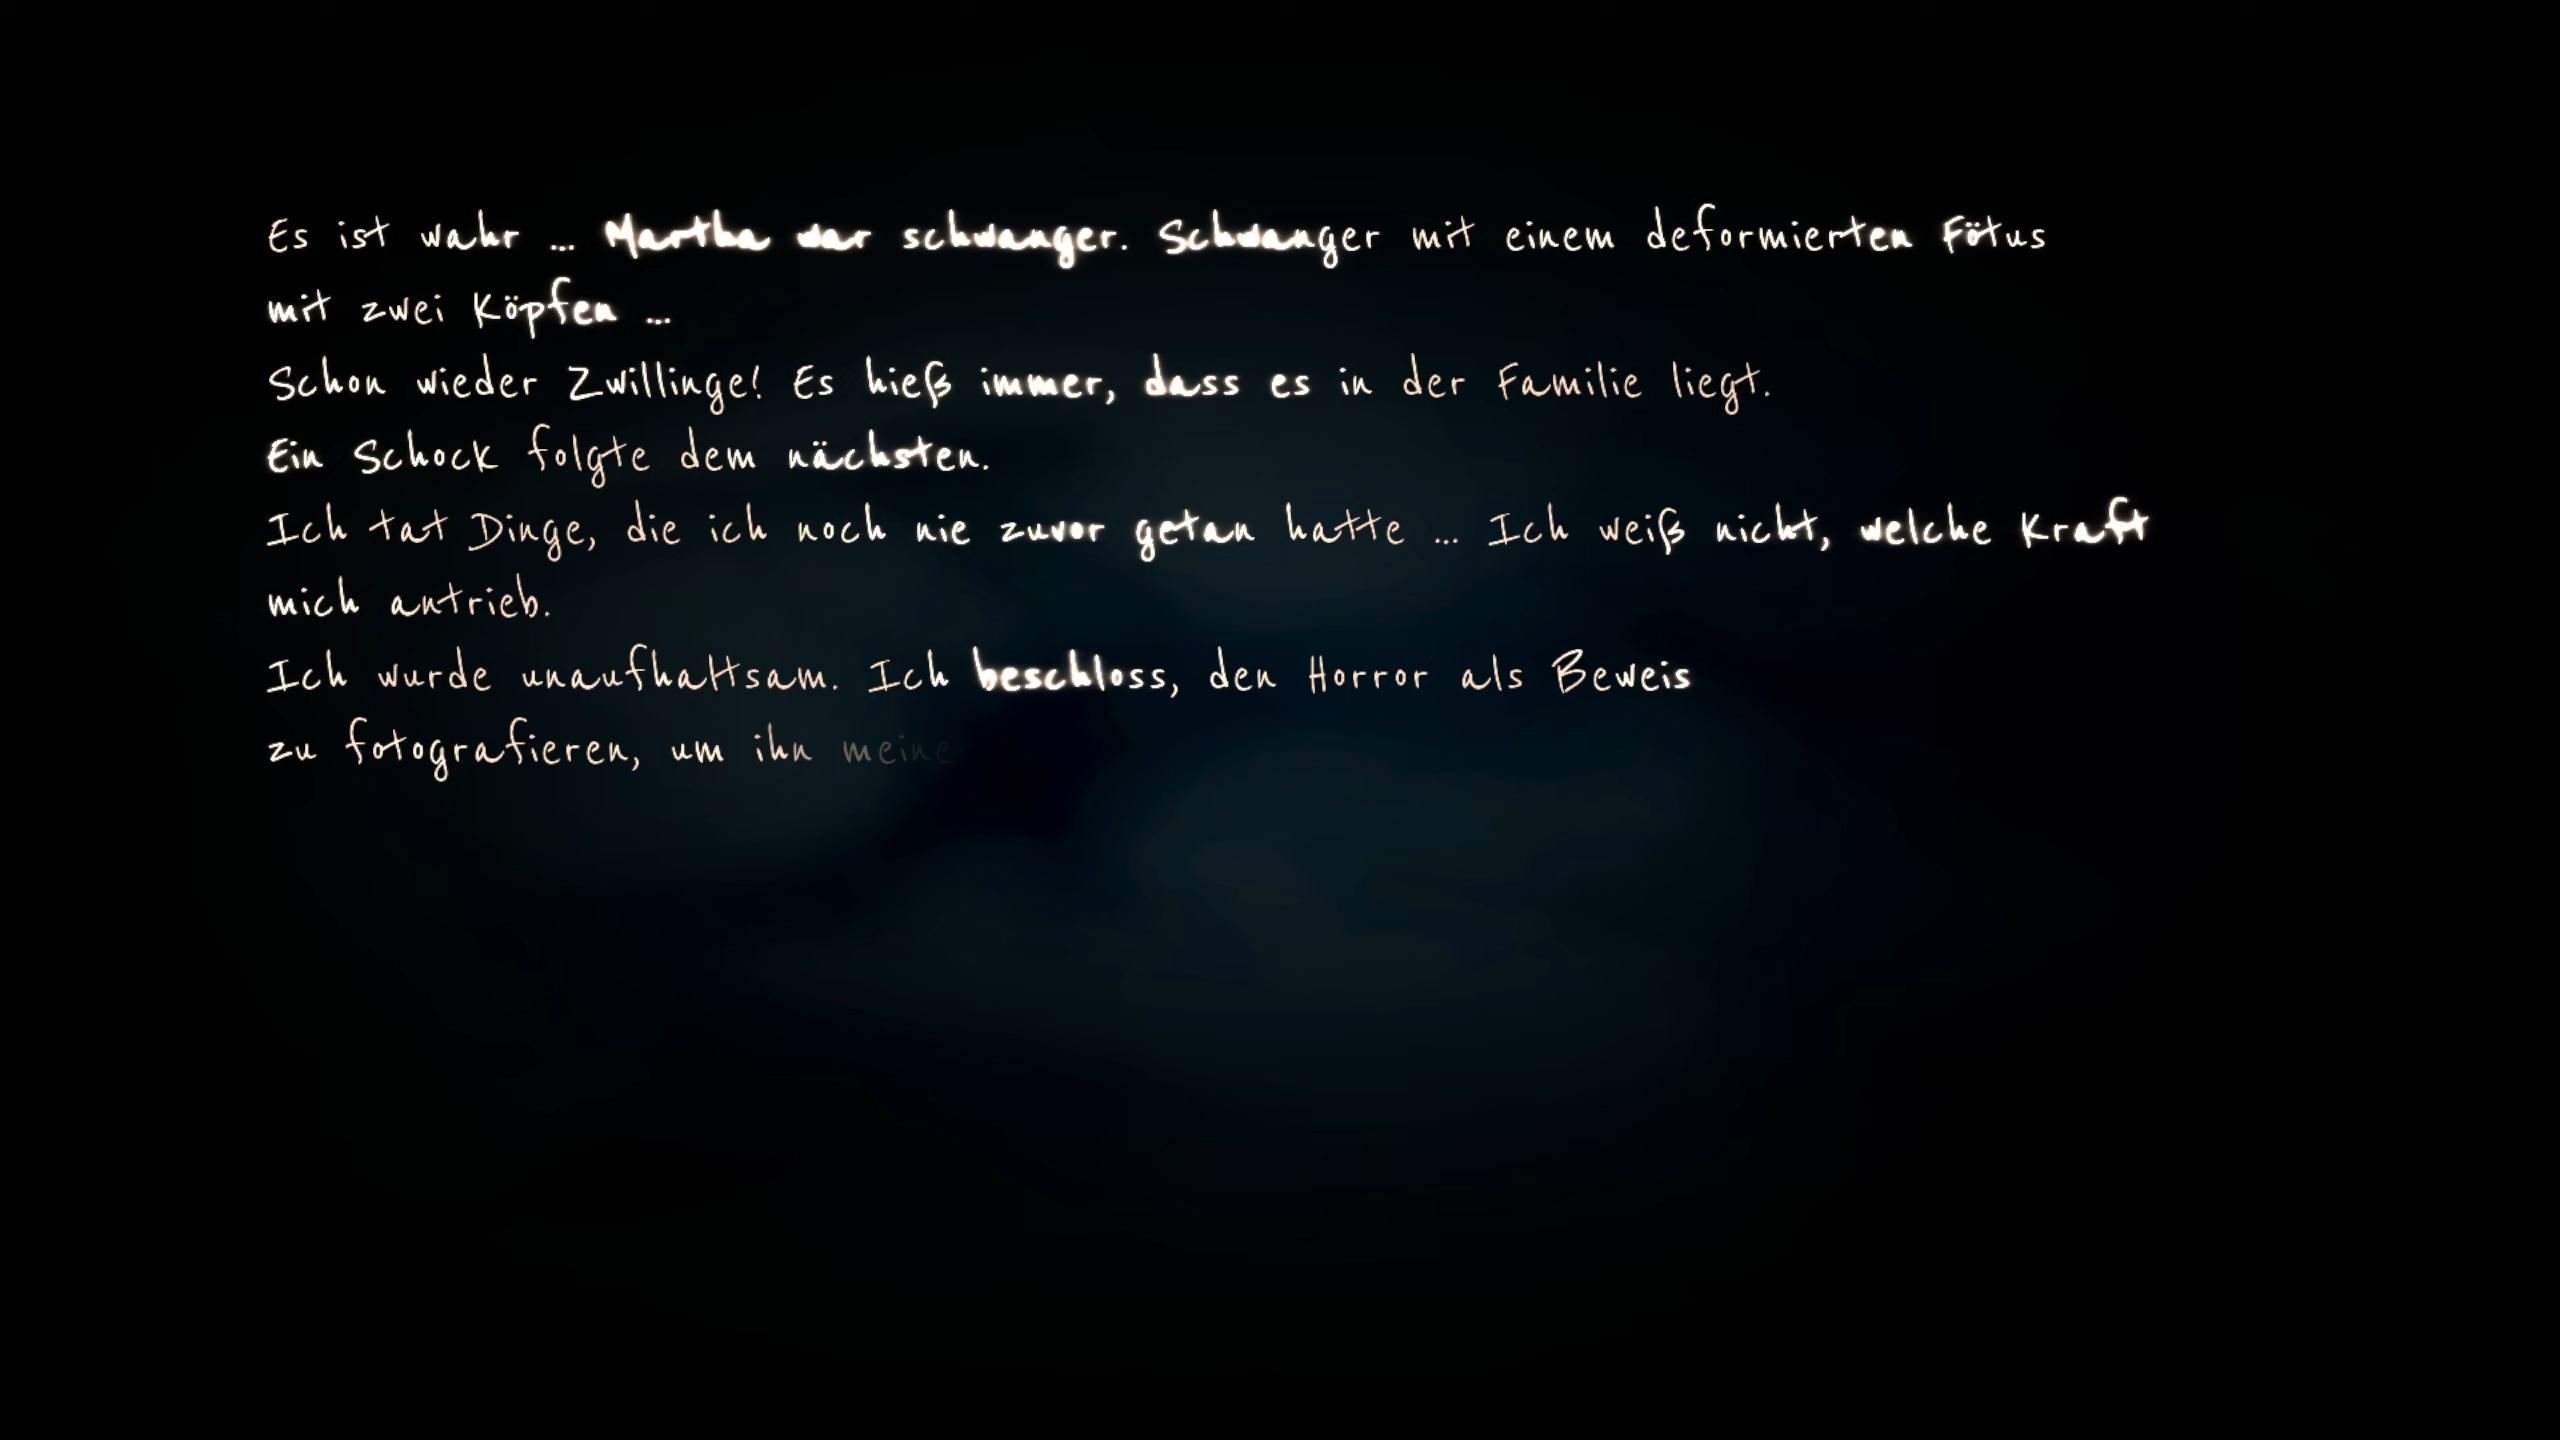 Es ist wahr ... Martha war schwanger. Schwanger mit einem deformierten Fötus
mit zwei Köpfen ...
Schon wieder Zwillinge! Es hieß immer, dass es in der Familie liegt.
Ein Schock folgte dem nächsten.
Ich tat Dinge, die ich noch nie zuvor getan hatte ... Ich weiß nicht, welche Kraft
mich antrieb.
Ich wurde unaufhaltsam. Ich beschloss, den Horror als Beweis
zu fotografieren, um ihn meine